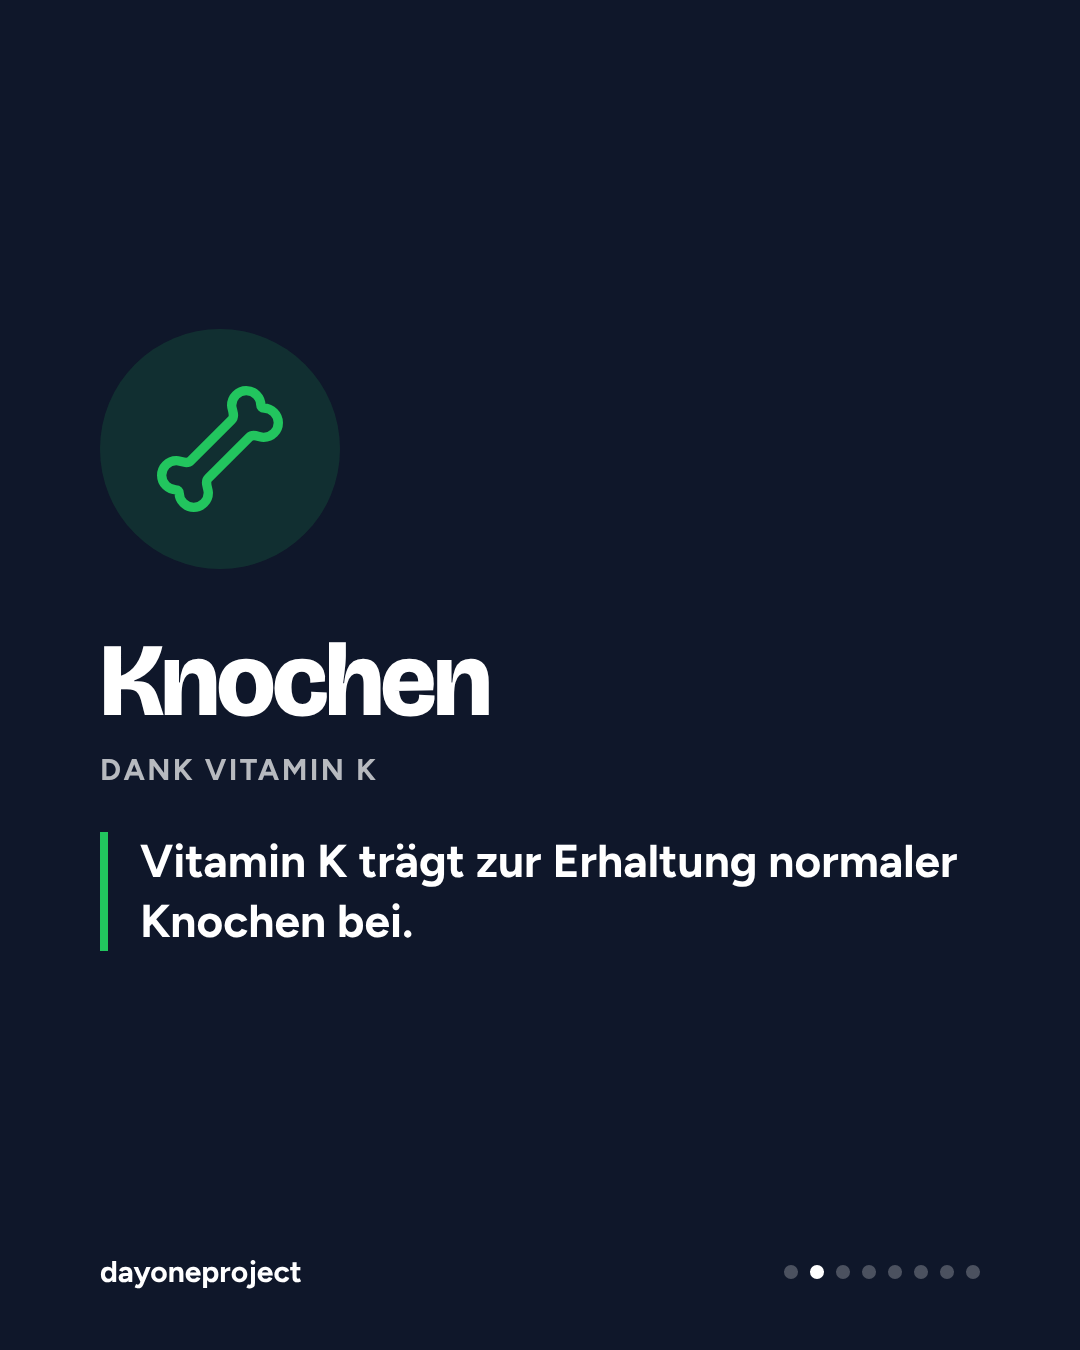 Knochen
DANK VITAMIN K
Vitamin K trägt zur Erhaltung normaler
Knochen bei.
dayoneproject